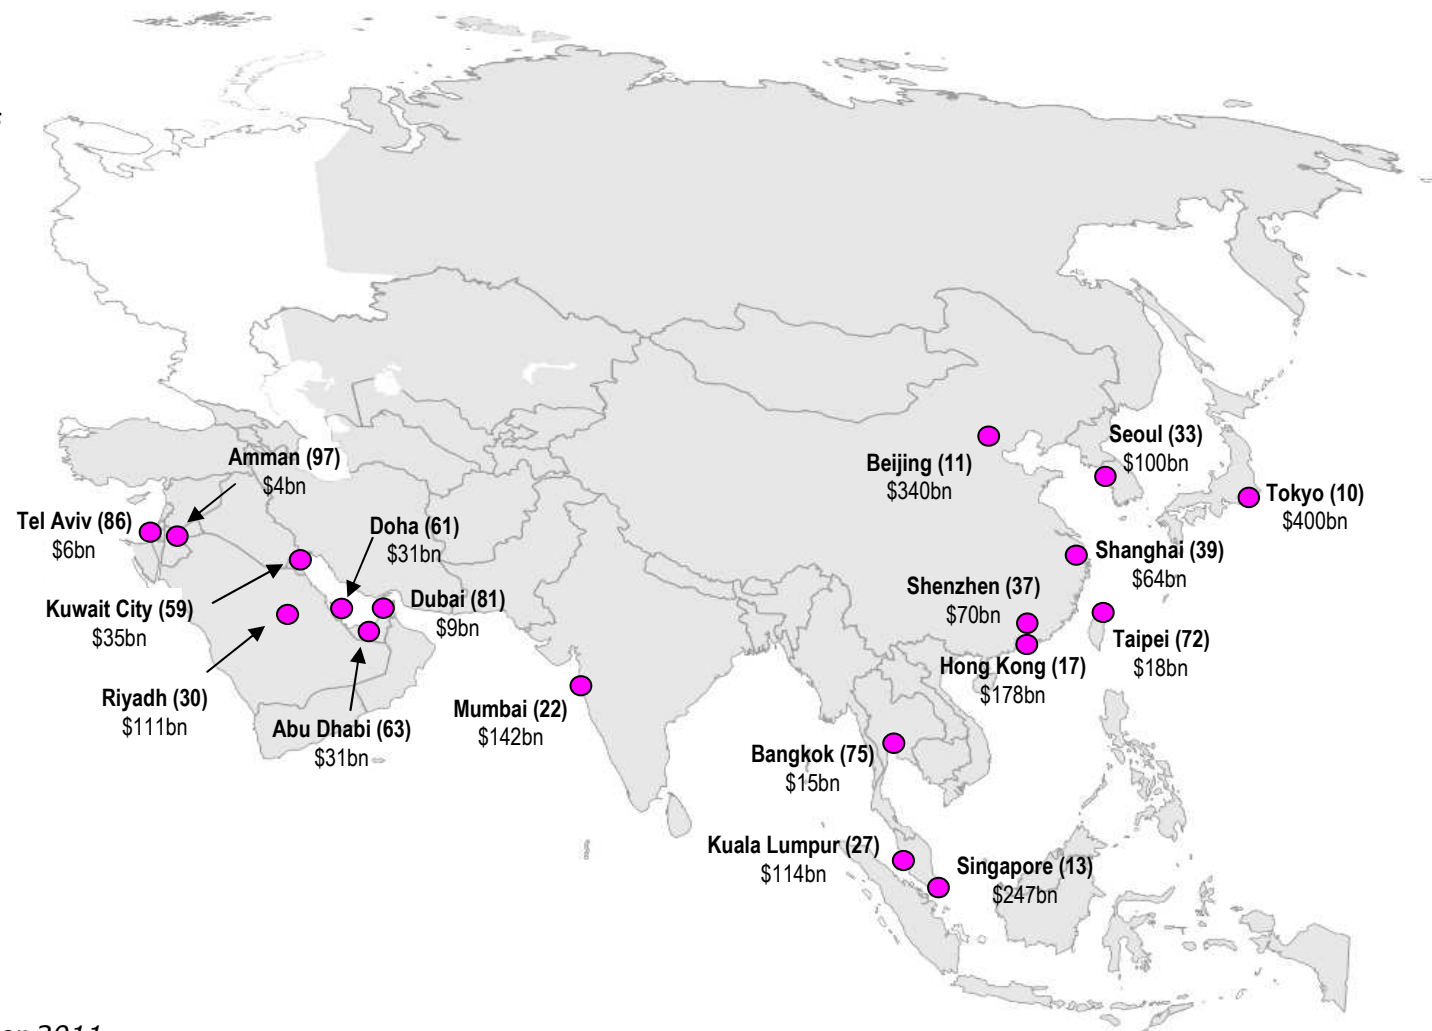 Amman (97)
$4bn
Tel Aviv (86)
$6bn
Doha (61)
$31bn
Kuwait City (59)
$35bn
Dubai (81)
$9bn
Riyadh (30)
$111bn
Abu Dhabi (63)
$31bn
Mumbai (22)
$142bn
Beijing (11)
$340bn
Seoul (33)
$100bn
Tokyo (10)
$400bn
Shanghai (39)
$64bn
Shenzhen (37)
$70bn
Hong Kong (17)
$178bn
Taipei (72)
$18bn
Bangkok (75)
$15bn
Kuala Lumpur (27)
$114bn
Singapore (13)
$247bn
2011